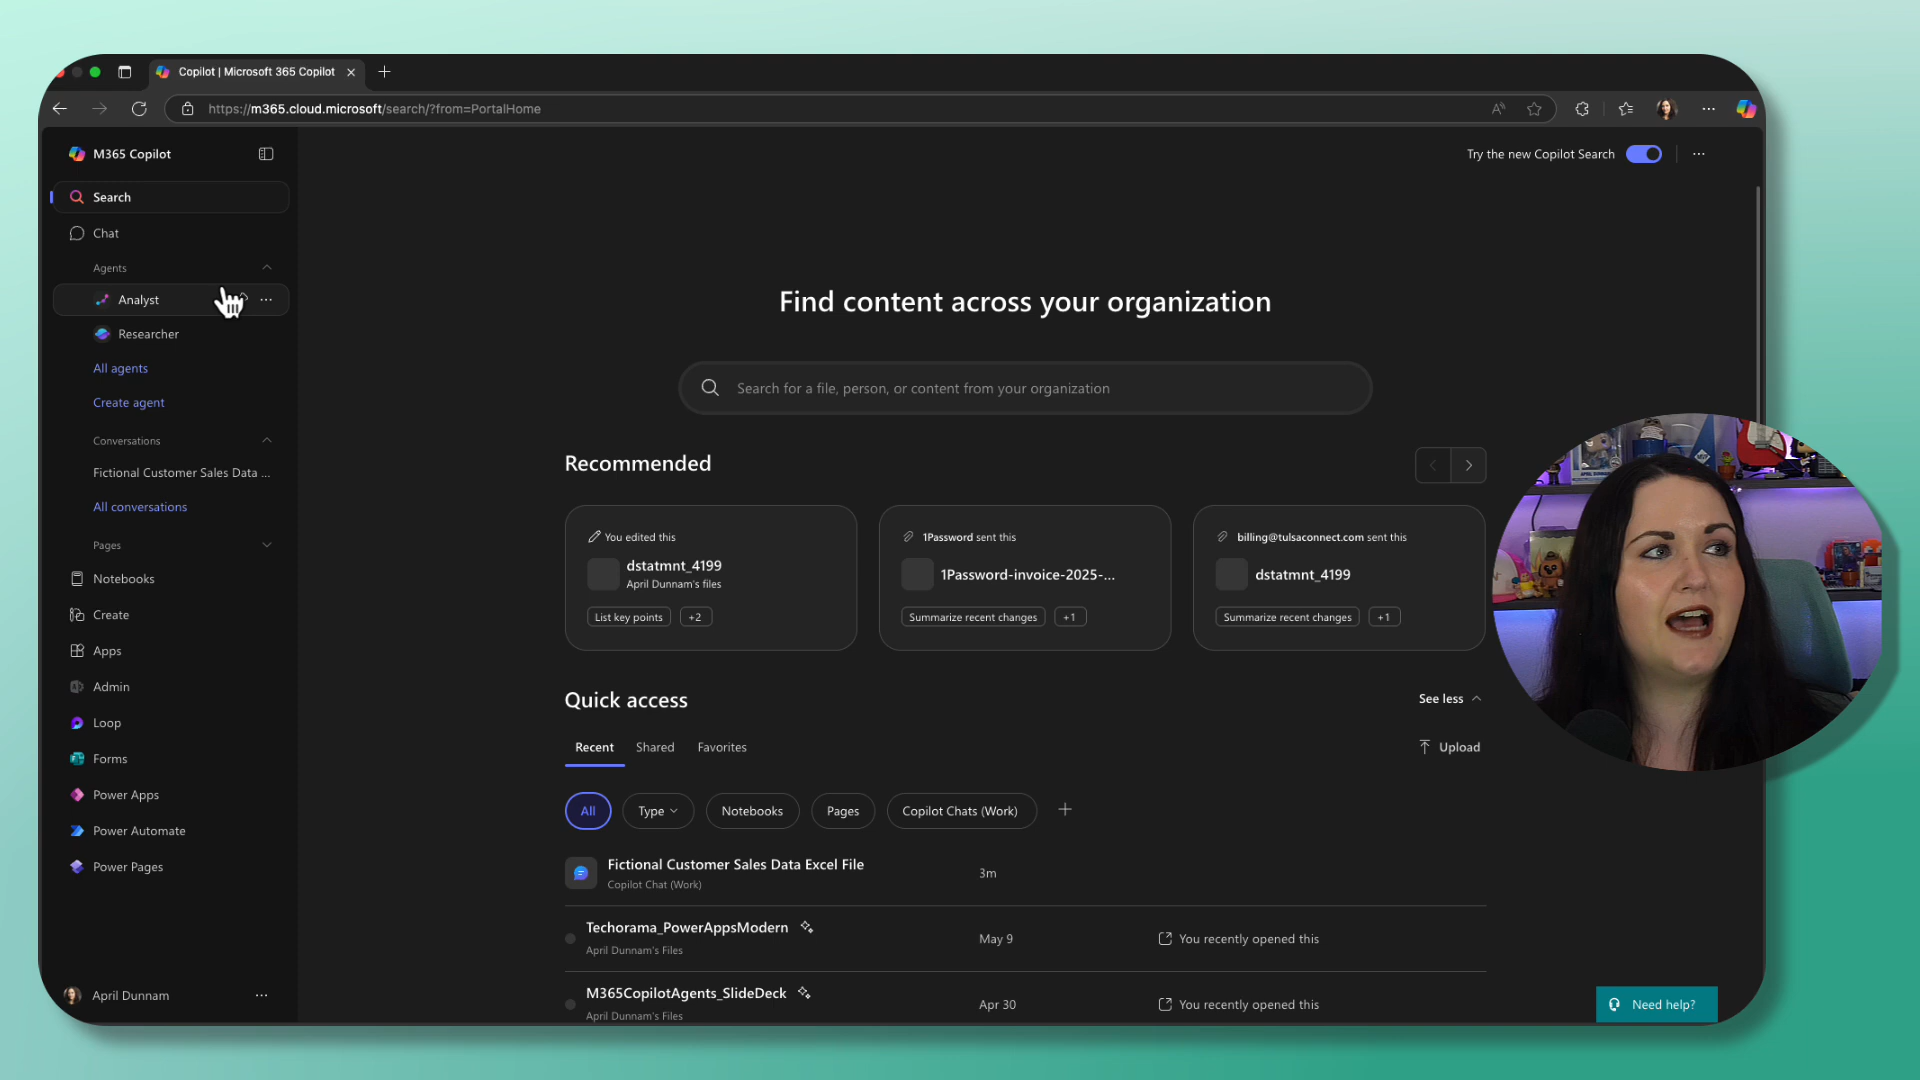 Copilot | Microsoft 365 Copilot
https://m365.cloud.microsoft/search/?from=PortalHome
M365 Copilot
Try the new Copilot Search
Search
Chat
Agents
Analyst
Researcher
All agents
Create agent
Conversations
Fictional Customer Sales Data ...
All conversations
Pages
Notebooks
Create
Apps
Admin
Loop
Forms
Power Apps
Power Automate
Power Pages
April Dunnam
Find content across your organization
Search for a file, person, or content from your organization
Recommended
You edited this
dstatmnt_4199
April Dunnam's files
List key points
+2
1Password sent this
1Password-invoice-2025-...
Summarize recent changes
+1
billing@tulsaconnect.com sent this
dstatmnt_4199
Summarize recent changes
+1
Quick access
See less
Recent
Shared
Favorites
Upload
All
Type
Notebooks
Pages
Copilot Chats (Work)
Fictional Customer Sales Data Excel File
Copilot Chat (Work)
3m
Techorama_PowerAppsModern
April Dunnam's Files
May 9
You recently opened this
M365CopilotAgents_SlideDeck
April Dunnam's Files
Apr 30
You recently opened this
Need help?